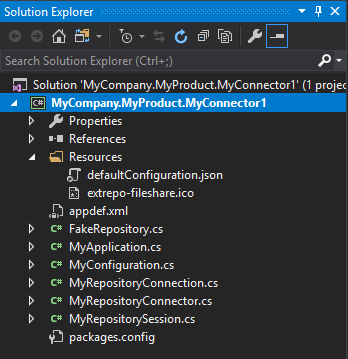 Solution Explorer
Search Solution Explorer (Ctrl+;)
Solution 'MyCompany.MyProduct.MyConnector1' (1 projec
C# MyCompany.MyProduct.MyConnector1
Properties
References
Resources
defaultConfiguration.json
extrepo-fileshare.ico
appdef.xml
C# FakeRepository.cs
C# MyApplication.cs
C# MyConfiguration.cs
C# MyRepositoryConnection.cs
C# MyRepositoryConnector.cs
C# MyRepositorySession.cs
packages.config